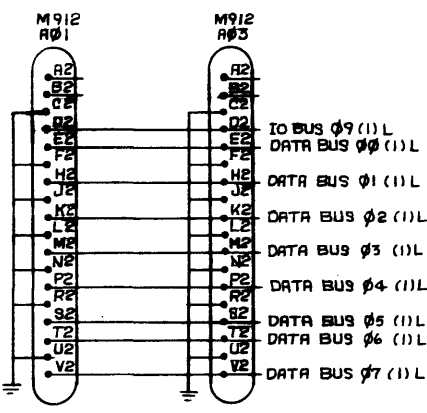 M912 M912
AØ1 AØ3
A2 A2
B2 B2
C2 C2
D2 D2 IO BUS Ø9 (1) L
E2 E2 DATA BUS ØØ (1) L
F2 F2
H2 H2 DATA BUS Ø1 (1) L
J2 J2
K2 K2 DATA BUS Ø2 (1) L
L2 L2
M2 M2 DATA BUS Ø3 (1) L
N2 N2
P2 P2 DATA BUS Ø4 (1) L
R2 R2
S2 S2 DATA BUS Ø5 (1) L
T2 T2 DATA BUS Ø6 (1) L
U2 U2
V2 V2 DATA BUS Ø7 (1) L